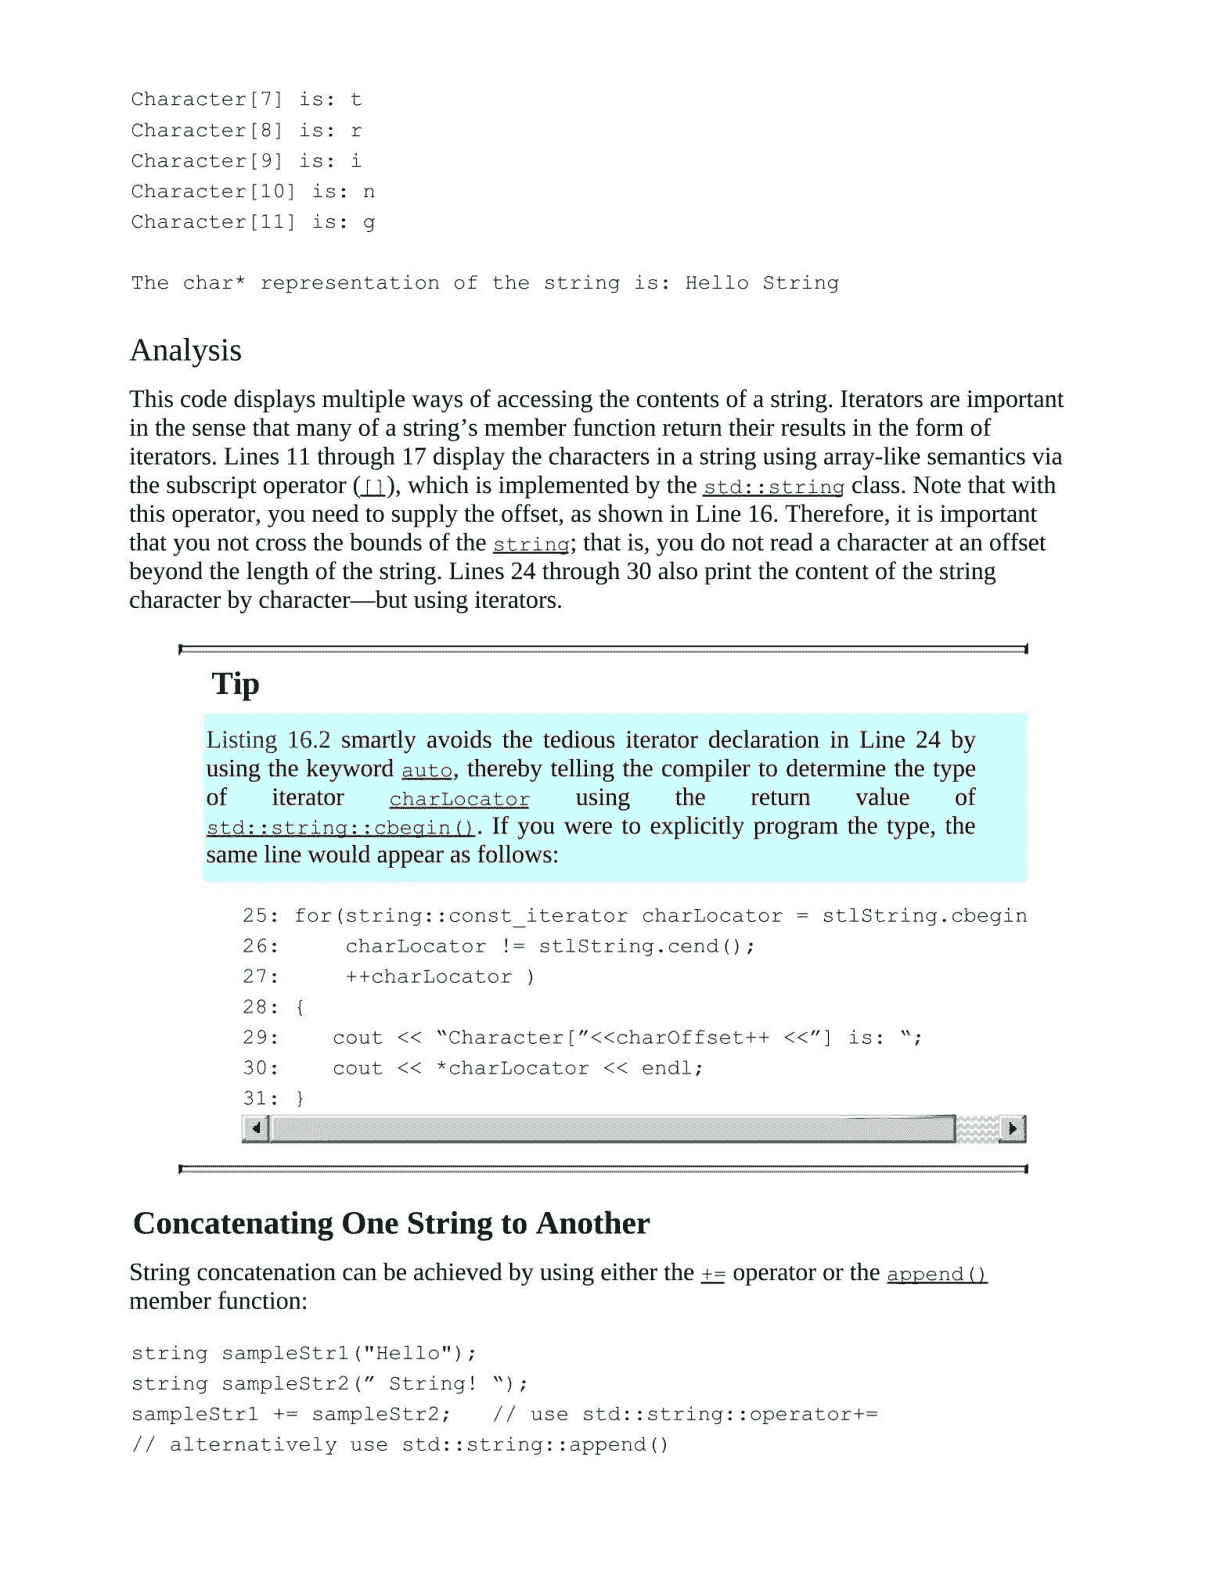 Character[7] is: t
Character[8] is: r
Character[9] is: i
Character[10] is: n
Character[11] is: g
The char* representation of the string is: Hello String
Analysis
This code displays multiple ways of accessing the contents of a string. Iterators are important
in the sense that many of a string’s member function return their results in the form of
iterators. Lines 11 through 17 display the characters in a string using array-like semantics via
the subscript operator ([]), which is implemented by the std::string class. Note that with
this operator, you need to supply the offset, as shown in Line 16. Therefore, it is important
that you not cross the bounds of the string; that is, you do not read a character at an offset
beyond the length of the string. Lines 24 through 30 also print the content of the string
character by character—but using iterators.
Tip
Listing 16.2 smartly avoids the tedious iterator declaration in Line 24 by
using the keyword auto, thereby telling the compiler to determine the type
of iterator charLocator using the return value of
std::string::cbegin(). If you were to explicitly program the type, the
same line would appear as follows:
25: for(string::const_iterator charLocator = stlString.cbegin
26:     charLocator != stlString.cend();
27:     ++charLocator )
28: {
29:    cout << “Character[”<<charOffset++ <<”] is: “;
30:    cout << *charLocator << endl;
31: }
Concatenating One String to Another
String concatenation can be achieved by using either the += operator or the append()
member function:
string sampleStr1("Hello");
string sampleStr2(” String! “);
sampleStr1 += sampleStr2;   // use std::string::operator+=
// alternatively use std::string::append()